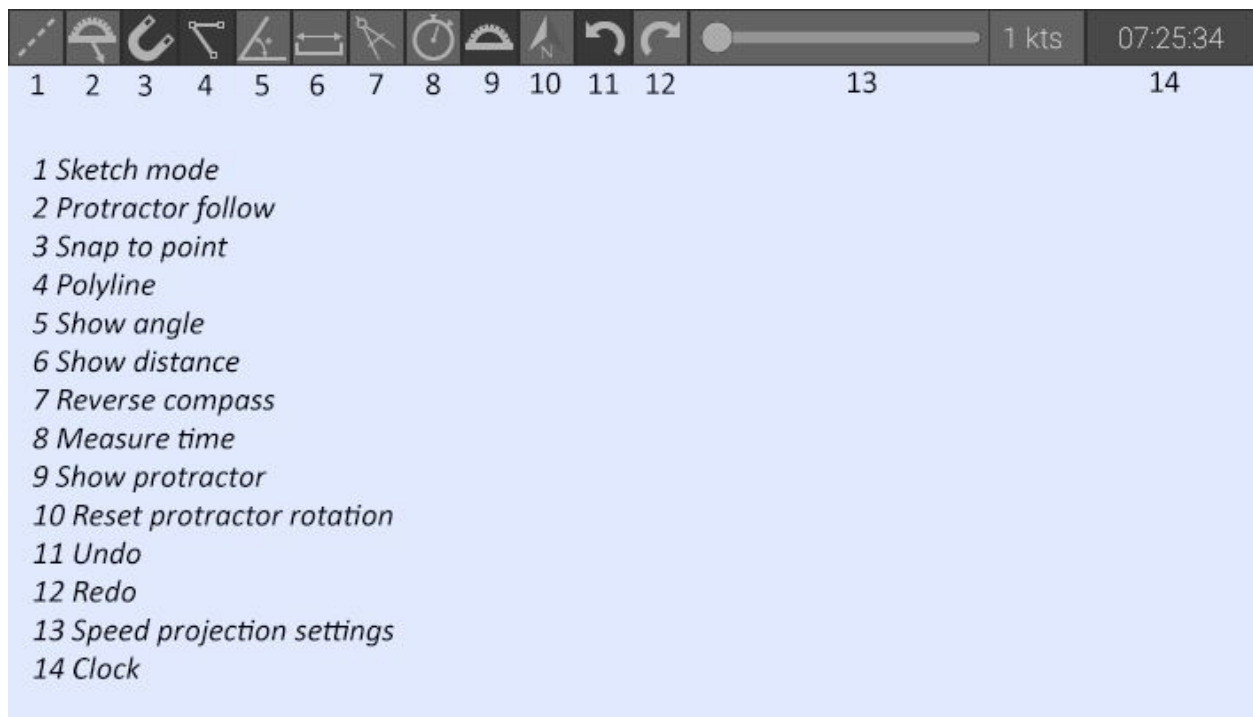 N 1 kts 07:25:34
1 2 3 4 5 6 7 8 9 10 11 12 13 14
1 Sketch mode
2 Protractor follow
3 Snap to point
4 Polyline
5 Show angle
6 Show distance
7 Reverse compass
8 Measure time
9 Show protractor
10 Reset protractor rotation
11 Undo
12 Redo
13 Speed projection settings
14 Clock